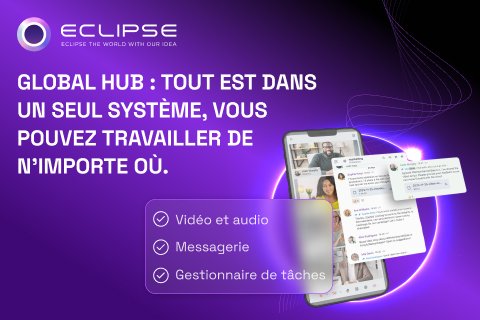 ECLIPSE
ECLIPSE THE WORLD WITH OUR IDEA
GLOBAL HUB : TOUT EST DANS
UN SEUL SYSTÈME, VOUS
POUVEZ TRAVAILLER DE
N'IMPORTE OÙ.
marketing
Vidéo et audio
Messagerie
Gestionnaire de tâches